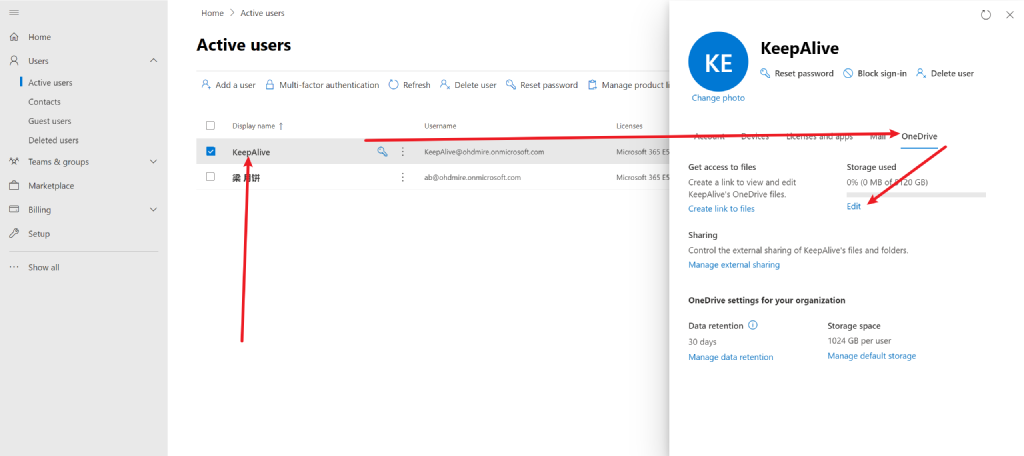 Home
Users
Active users
Contacts
Guest users
Deleted users
Teams & groups
Marketplace
Billing
Setup
Show all
Home > Active users
Active users
Add a user Multi-factor authentication Refresh Delete user Reset password Manage product li
Display name ↑ Username Licenses
KeepAlive KeepAlive@ohdmire.onmicrosoft.com Microsoft 365 E5
梁 月饼 ab@ohdmire.onmicrosoft.com Microsoft 365 E5
KE
Change photo
KeepAlive
Reset password Block sign-in Delete user
Account Devices Licenses and apps Mail OneDrive
Get access to files
Create a link to view and edit
KeepAlive's OneDrive files.
Create link to files
Storage used
0% (0 MB of 5120 GB)
Edit
Sharing
Control the external sharing of KeepAlive's files and folders.
Manage external sharing
OneDrive settings for your organization
Data retention
30 days
Manage data retention
Storage space
1024 GB per user
Manage default storage